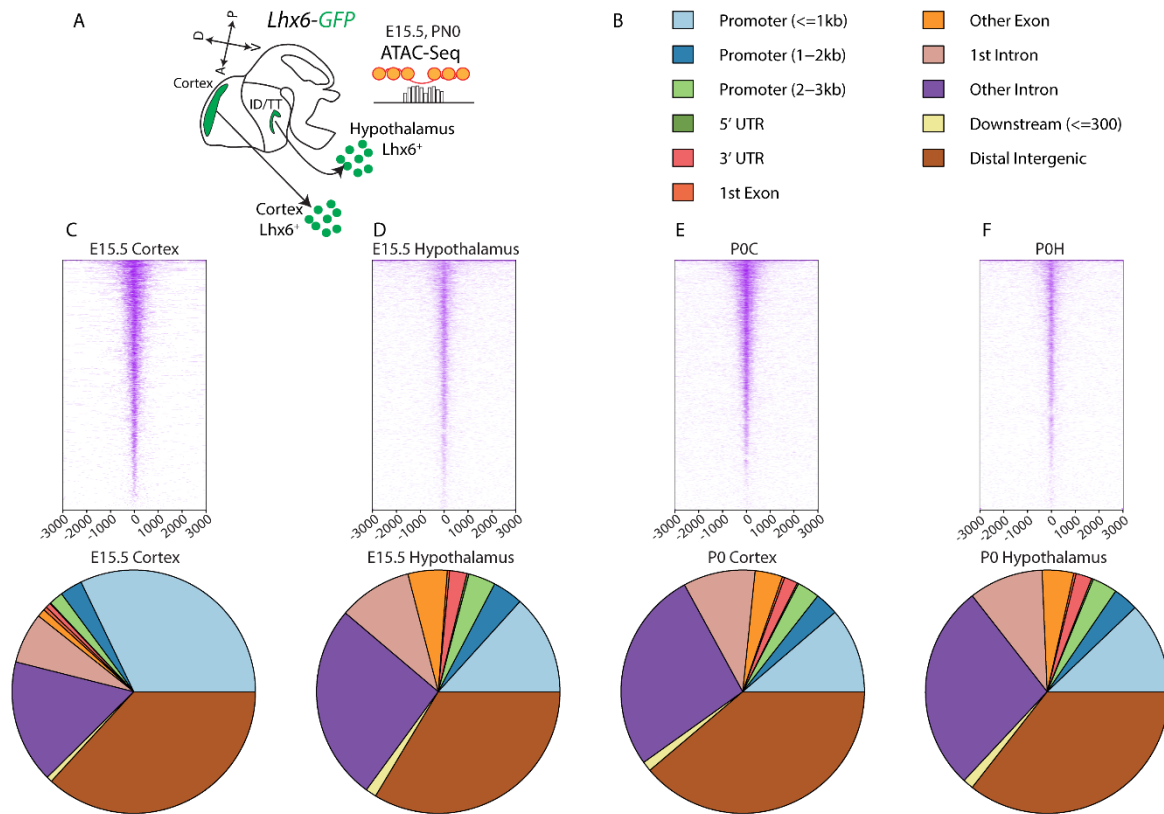 A
Lhx6-GFP
P
D
V
A
Cortex
ID/TT
E15.5, PN0
ATAC-Seq
Hypothalamus
Lhx6+
Cortex
Lhx6+
B
Promoter (<=1kb)
Promoter (1–2kb)
Promoter (2–3kb)
5' UTR
3' UTR
1st Exon
Other Exon
1st Intron
Other Intron
Downstream (<=300)
Distal Intergenic
C
E15.5 Cortex
-3000 -2000 -1000 0 1000 2000 3000
E15.5 Cortex
D
E15.5 Hypothalamus
-3000 -2000 -1000 0 1000 2000 3000
E15.5 Hypothalamus
E
P0C
-3000 -2000 -1000 0 1000 2000 3000
P0 Cortex
F
P0H
-3000 -2000 -1000 0 1000 2000 3000
P0 Hypothalamus